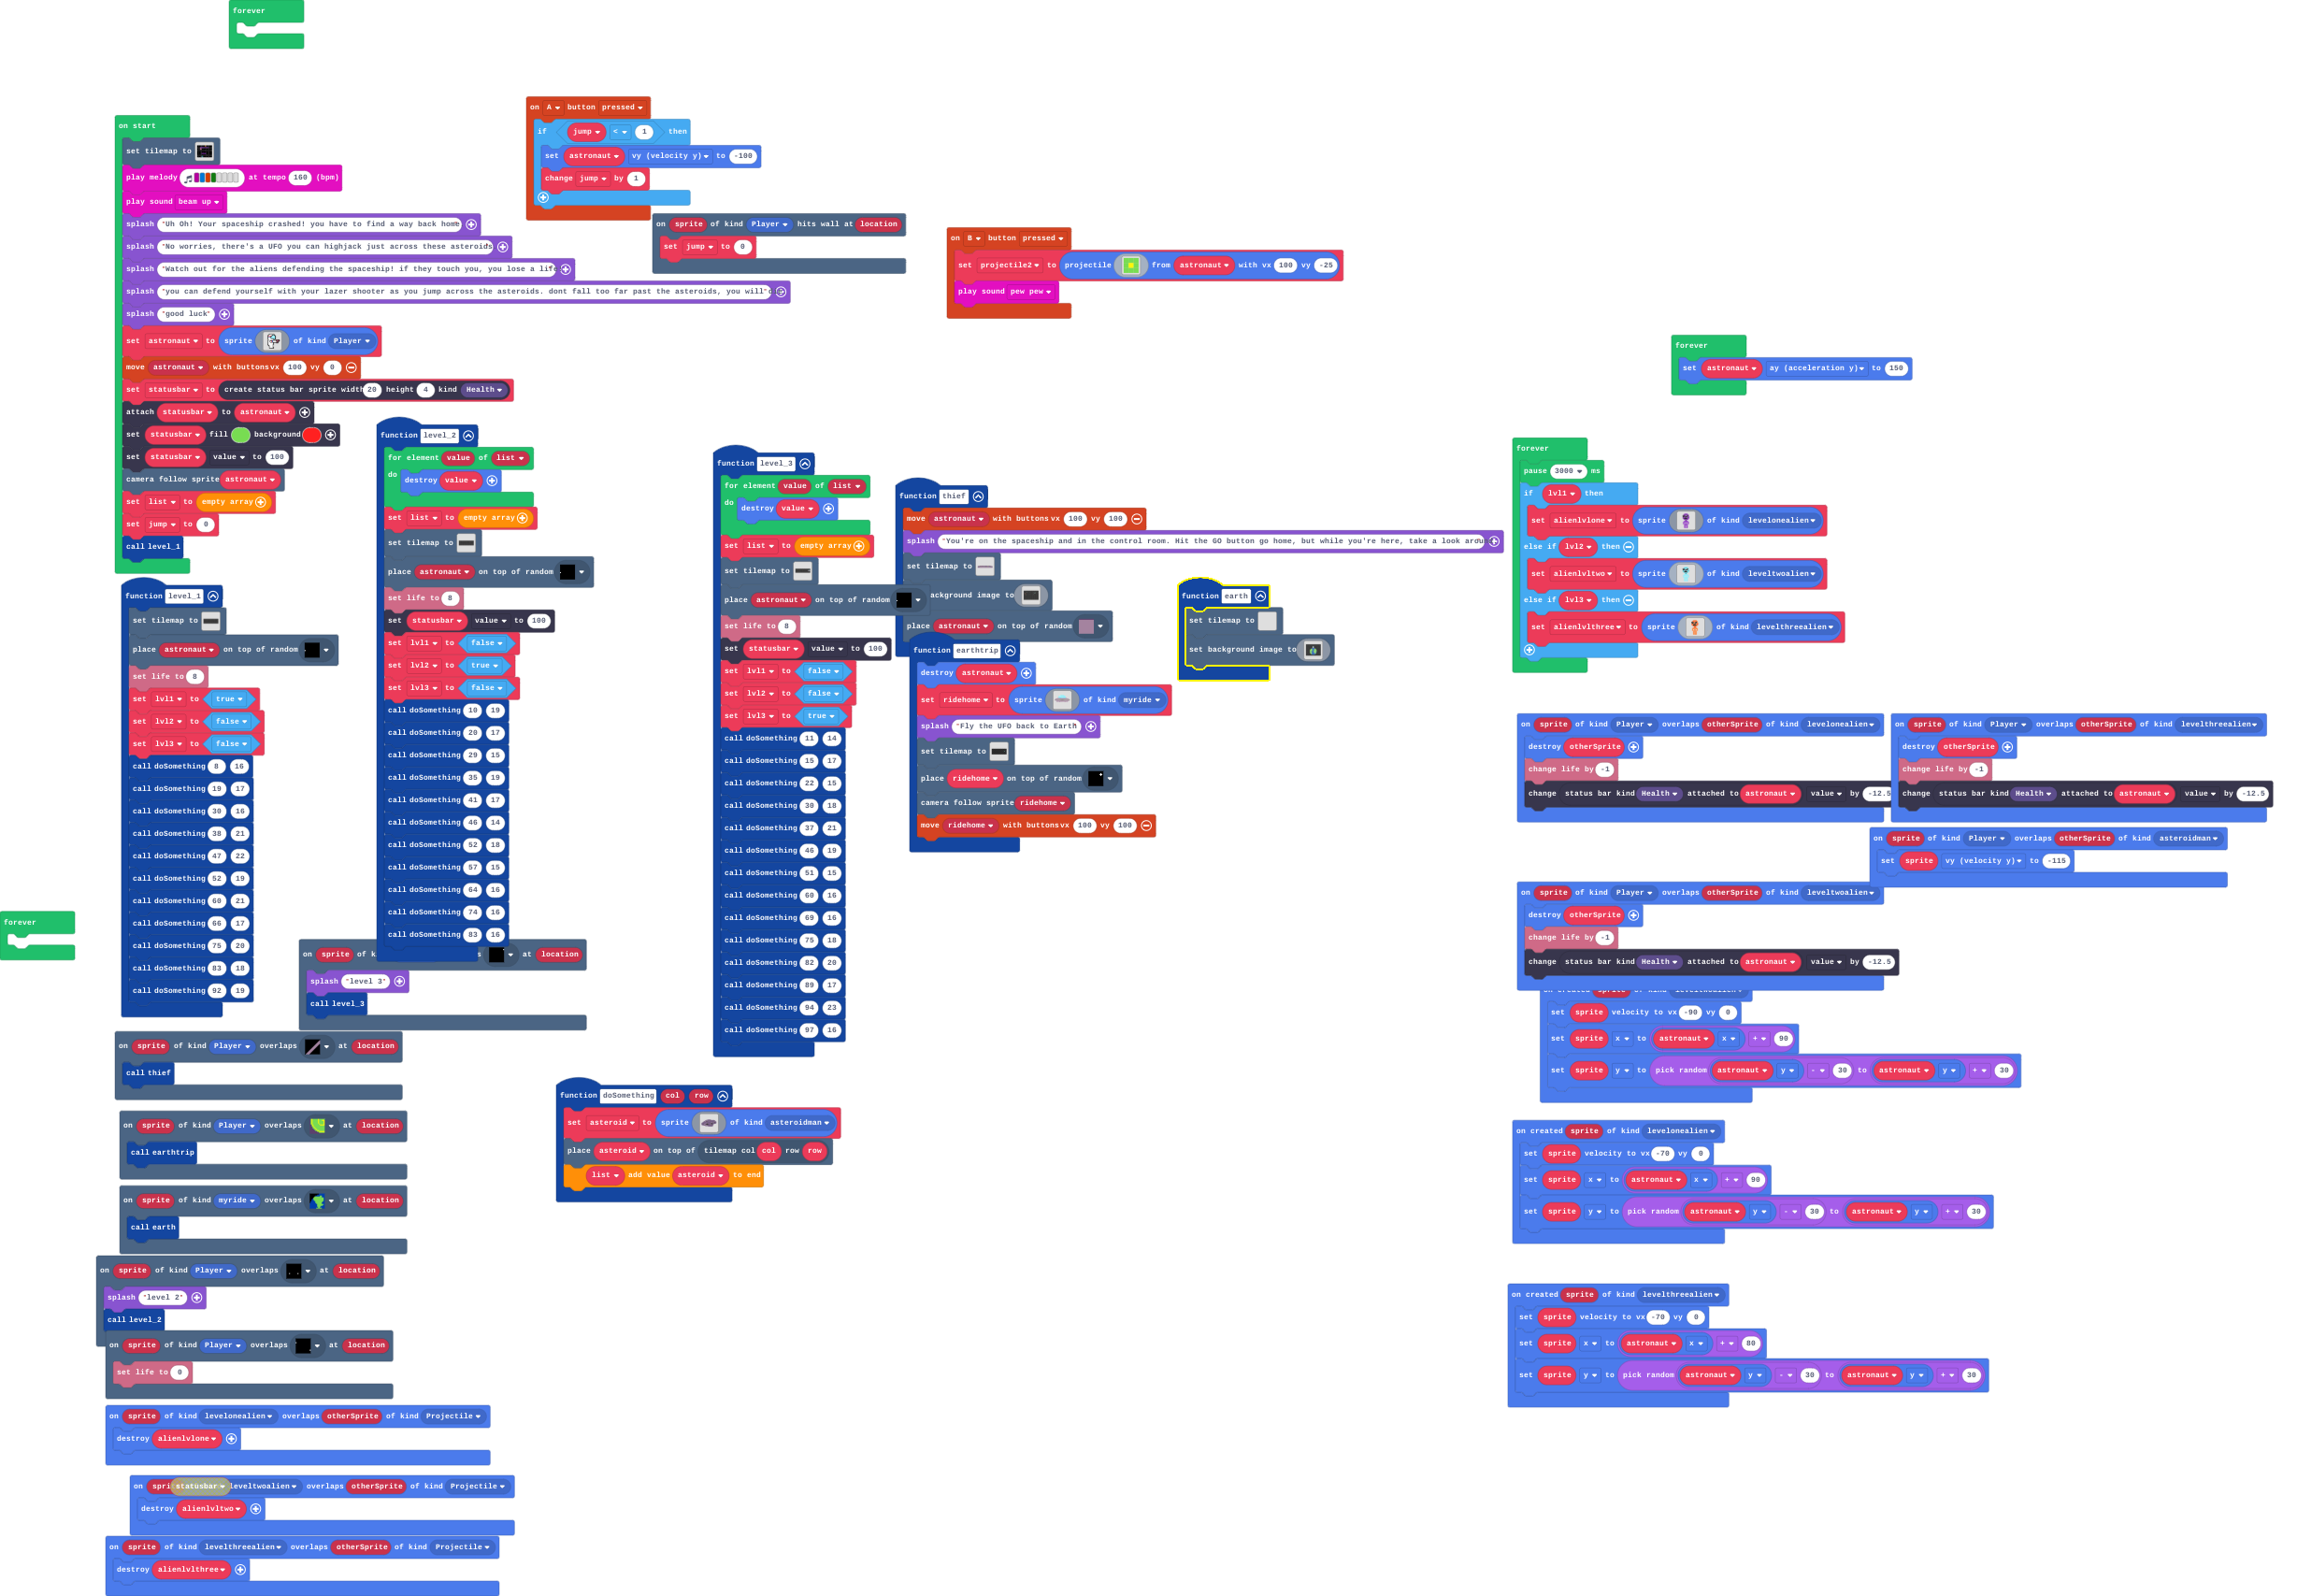 forever
on start
set tilemap to
play melody at tempo 160 (bpm)
play sound beam up
splash "Uh Oh! Your spaceship crashed! you have to find a way back home
splash "No worries, there's a UFO you can highjack just across these asteroids
splash "Watch out for the aliens defending the spaceship! if they touch you, you lose a life
splash "you can defend yourself with your lazer shooter as you jump across the asteroids. dont fall too far past the asteroids, you will
splash "good luck"
set astronaut to sprite of kind Player
move astronaut with buttons vx 100 vy 0
set statusbar to create status bar sprite width 20 height 4 kind Health
attach statusbar to astronaut
set statusbar fill background
set statusbar value to 100
camera follow sprite astronaut
set list to empty array
set jump to 0
call level_1
on A button pressed
if jump < 1 then
set astronaut vy (velocity y) to -100
change jump by 1
on sprite of kind Player hits wall at location
set jump to 0
on B button pressed
set projectile2 to projectile from astronaut with vx 100 vy -25
play sound pew pew
forever
set astronaut ay (acceleration y) to 150
function level_1
set tilemap to
place astronaut on top of random
set life to 8
set lvl1 to true
set lvl2 to false
set lvl3 to false
call doSomething 8 16
call doSomething 19 17
call doSomething 30 16
call doSomething 38 21
call doSomething 47 22
call doSomething 52 19
call doSomething 60 21
call doSomething 66 17
call doSomething 75 20
call doSomething 83 18
call doSomething 92 19
function level_2
for element value of list
do destroy value
set list to empty array
set tilemap to
place astronaut on top of random
set life to 8
set statusbar value to 100
set lvl1 to false
set lvl2 to true
set lvl3 to false
call doSomething 10 19
call doSomething 20 17
call doSomething 29 15
call doSomething 35 19
call doSomething 41 17
call doSomething 46 14
call doSomething 52 18
call doSomething 57 15
call doSomething 64 16
call doSomething 74 16
call doSomething 83 16
function level_3
for element value of list
do destroy value
set list to empty array
set tilemap to
place astronaut on top of random
set life to 8
set statusbar value to 100
set lvl1 to false
set lvl2 to false
set lvl3 to true
call doSomething 11 14
call doSomething 15 17
call doSomething 22 15
call doSomething 30 18
call doSomething 37 21
call doSomething 46 19
call doSomething 51 15
call doSomething 60 16
call doSomething 69 16
call doSomething 75 18
call doSomething 82 20
call doSomething 89 17
call doSomething 94 23
call doSomething 97 16
function thief
move astronaut with buttons vx 100 vy 100
splash "You're on the spaceship and in the control room. Hit the GO button go home, but while you're here, take a look
set tilemap to
background image to
place astronaut on top of random
function earthtrip
destroy astronaut
set ridehome to sprite of kind myride
splash "Fly the UFO back to Earth
set tilemap to
place ridehome on top of random
camera follow sprite ridehome
move ridehome with buttons vx 100 vy 100
function earth
set tilemap to
set background image to
forever
pause 3000 ms
if lvl1 then
set alienlvlone to sprite of kind levelonealien
else if lvl2 then
set alienlvltwo to sprite of kind leveltwoalien
else if lvl3 then
set alienlvlthree to sprite of kind levelthreealien
on sprite of kind Player overlaps otherSprite of kind levelonealien
destroy otherSprite
change life by -1
change status bar kind Health attached to astronaut value by -12.5
on sprite of kind Player overlaps otherSprite of kind levelthreealien
destroy otherSprite
change life by -1
change status bar kind Health attached to astronaut value by -12.5
on sprite of kind Player overlaps otherSprite of kind asteroidman
set sprite vy (velocity y) to -115
on sprite of kind Player overlaps otherSprite of kind leveltwoalien
destroy otherSprite
change life by -1
change status bar kind Health attached to astronaut value by -12.5
on created sprite of kind leveltwoalien
set sprite velocity to vx -90 vy 0
set sprite x to astronaut x + 90
set sprite y to pick random astronaut y - 30 to astronaut y + 30
on created sprite of kind levelonealien
set sprite velocity to vx -70 vy 0
set sprite x to astronaut x + 90
set sprite y to pick random astronaut y - 30 to astronaut y + 30
on created sprite of kind levelthreealien
set sprite velocity to vx -70 vy 0
set sprite x to astronaut x + 80
set sprite y to pick random astronaut y - 30 to astronaut y + 30
forever
on sprite of at location
splash "level 3"
call level_3
on sprite of kind Player overlaps at location
call thief
on sprite of kind Player overlaps at location
call earthtrip
on sprite of kind myride overlaps at location
call earth
on sprite of kind Player overlaps at location
splash "level 2"
call level_2
on sprite of kind Player overlaps at location
set life to 0
function doSomething col row
set asteroid to sprite of kind asteroidman
place asteroid on top of tilemap col col row row
list add value asteroid to end
on sprite of kind levelonealien overlaps otherSprite of kind Projectile
destroy alienlvlone
on statusbar leveltwoalien overlaps otherSprite of kind Projectile
destroy alienlvltwo
on sprite of kind levelthreealien overlaps otherSprite of kind Projectile
destroy alienlvlthree